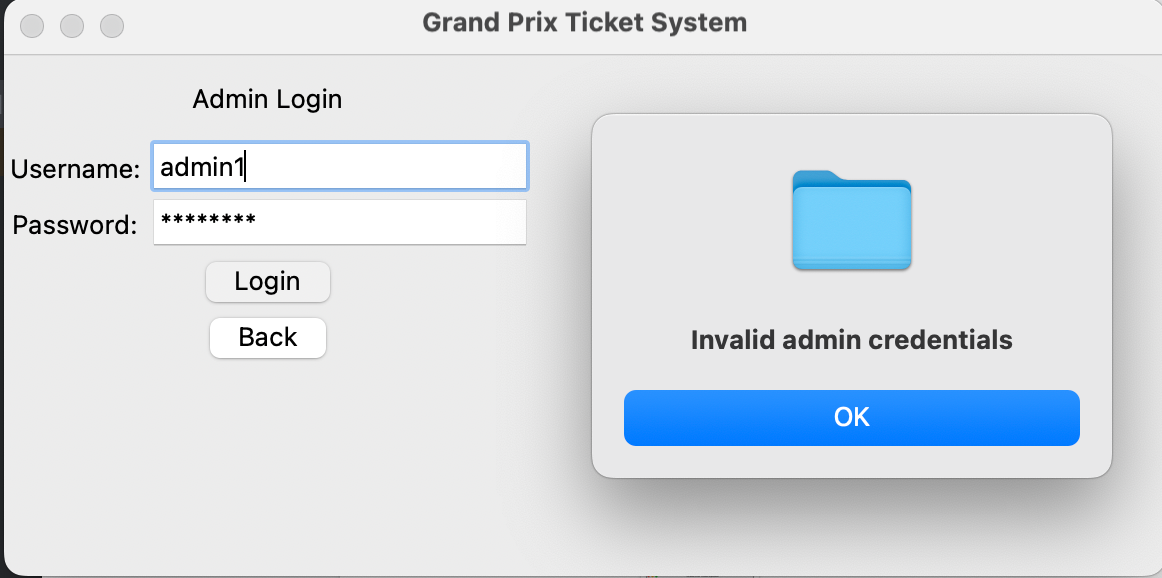 Grand Prix Ticket System
Admin Login
Username: admin1
Password: ********
Login
Back
Invalid admin credentials
OK